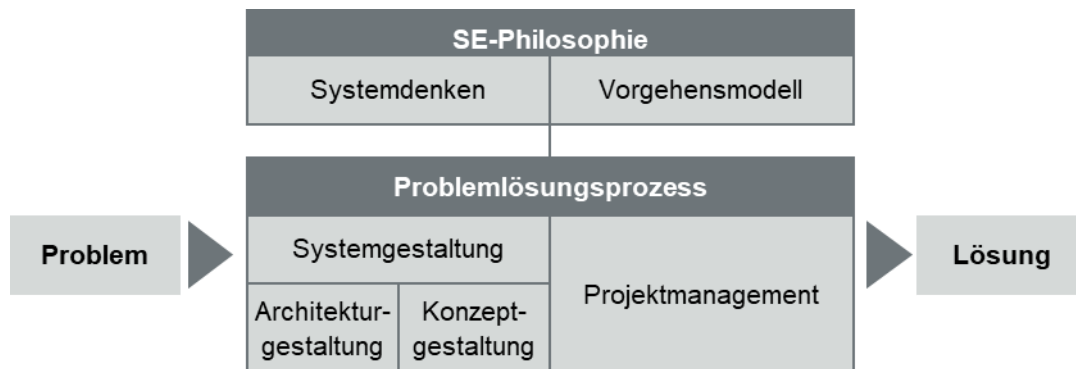 SE-Philosophie
Systemdenken
Vorgehensmodell
Problemlösungsprozess
Problem
Systemgestaltung
Architektur-
gestaltung
Konzept-
gestaltung
Projektmanagement
Lösung